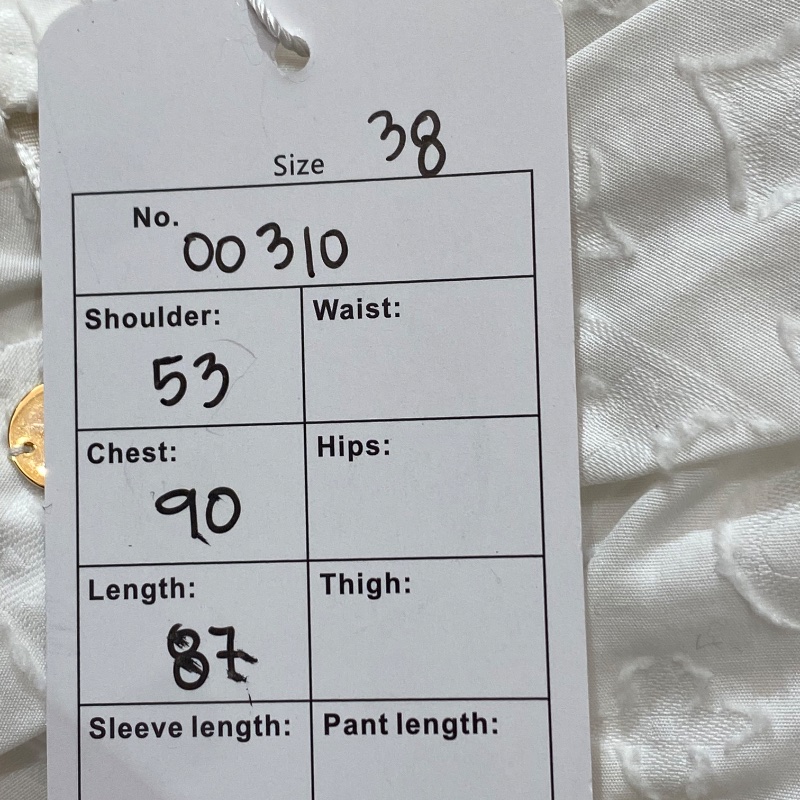 Size 38
No. 00310
Shoulder: Waist:
53
Chest: Hips:
90
Length: Thigh:
87
Sleeve length: Pant length: